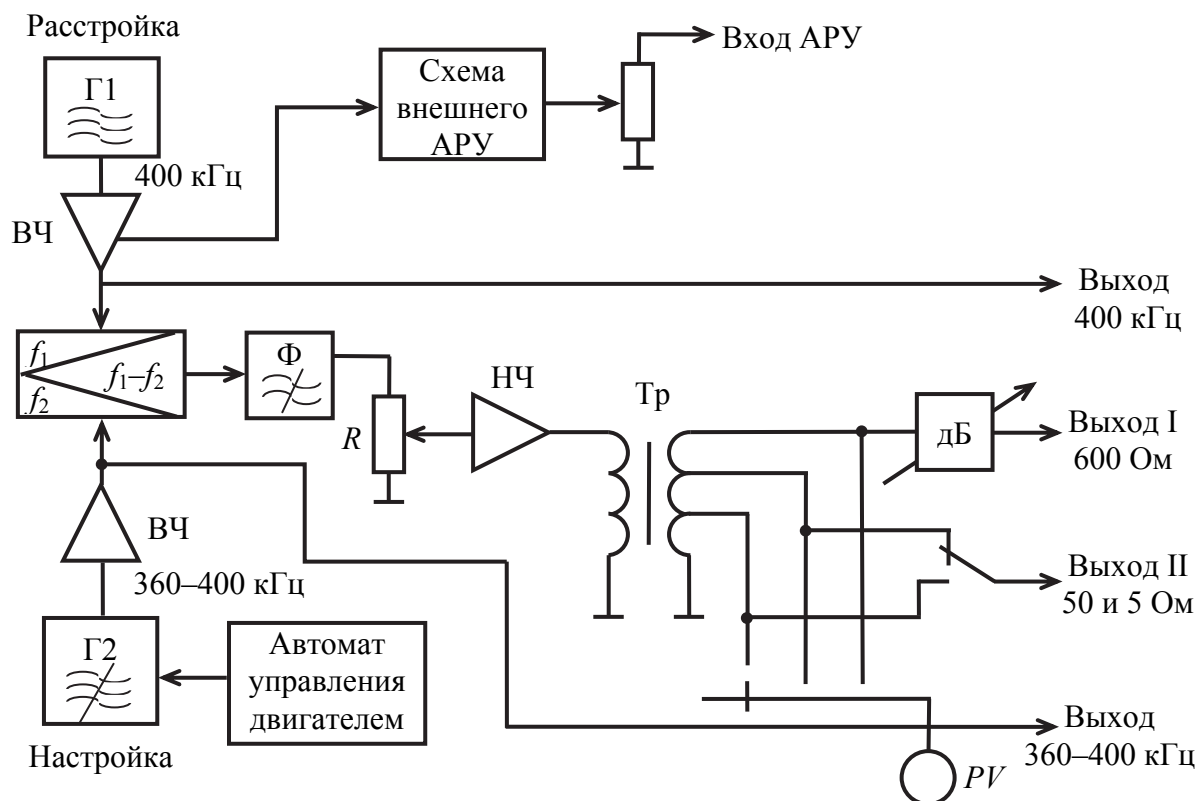 Расстройка
Г1
400 кГц
ВЧ
Схема
внешнего
АРУ
Вход АРУ
Выход
400 кГц
f1
f2
f1–f2
Ф
R
НЧ
Тр
дБ
Выход I
600 Ом
Выход II
50 и 5 Ом
ВЧ
360–400 кГц
Г2
Настройка
Автомат
управления
двигателем
Выход
360–400 кГц
PV